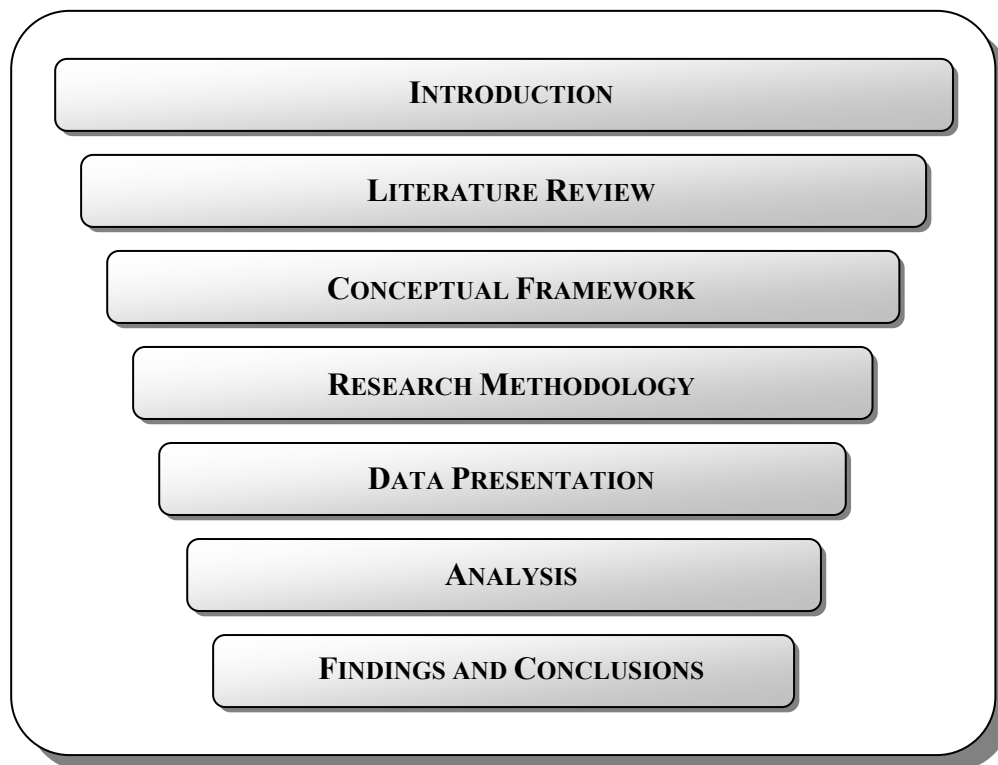 INTRODUCTION
LITERATURE REVIEW
CONCEPTUAL FRAMEWORK
RESEARCH METHODOLOGY
DATA PRESENTATION
ANALYSIS
FINDINGS AND CONCLUSIONS